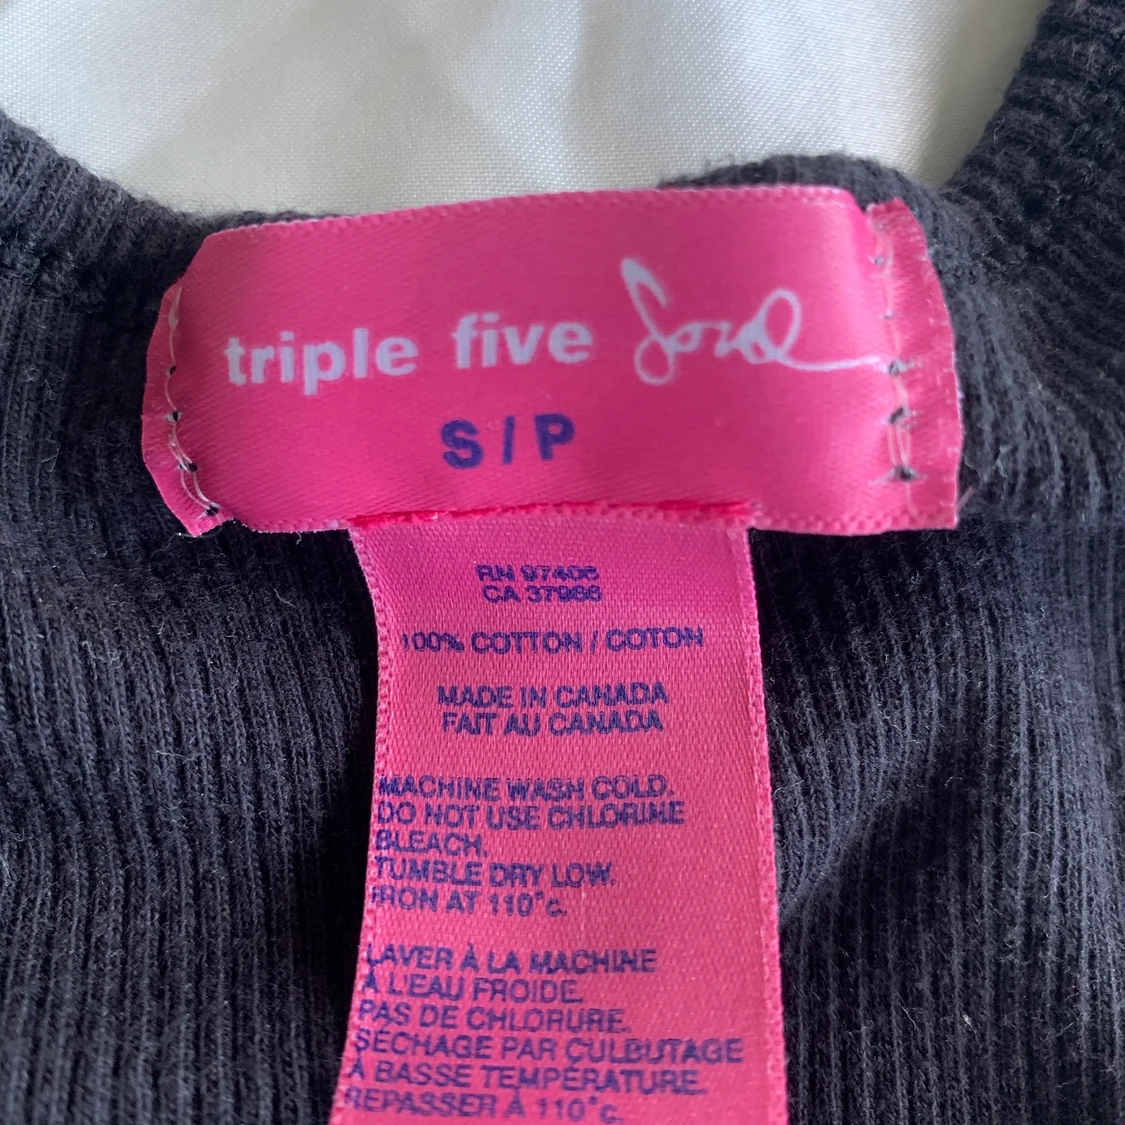 triple five Soul
S / P
RN 97406
CA 37986
100% COTTON / COTON
MADE IN CANADA
FAIT AU CANADA
MACHINE WASH COLD.
DO NOT USE CHLORINE
BLEACH.
TUMBLE DRY LOW.
IRON AT 110°c.
LAVER À LA MACHINE
À L'EAU FROIDE.
PAS DE CHLORURE.
SÉCHAGE PAR CULBUTAGE
À BASSE TEMPÉRATURE.
REPASSER À 110°c.